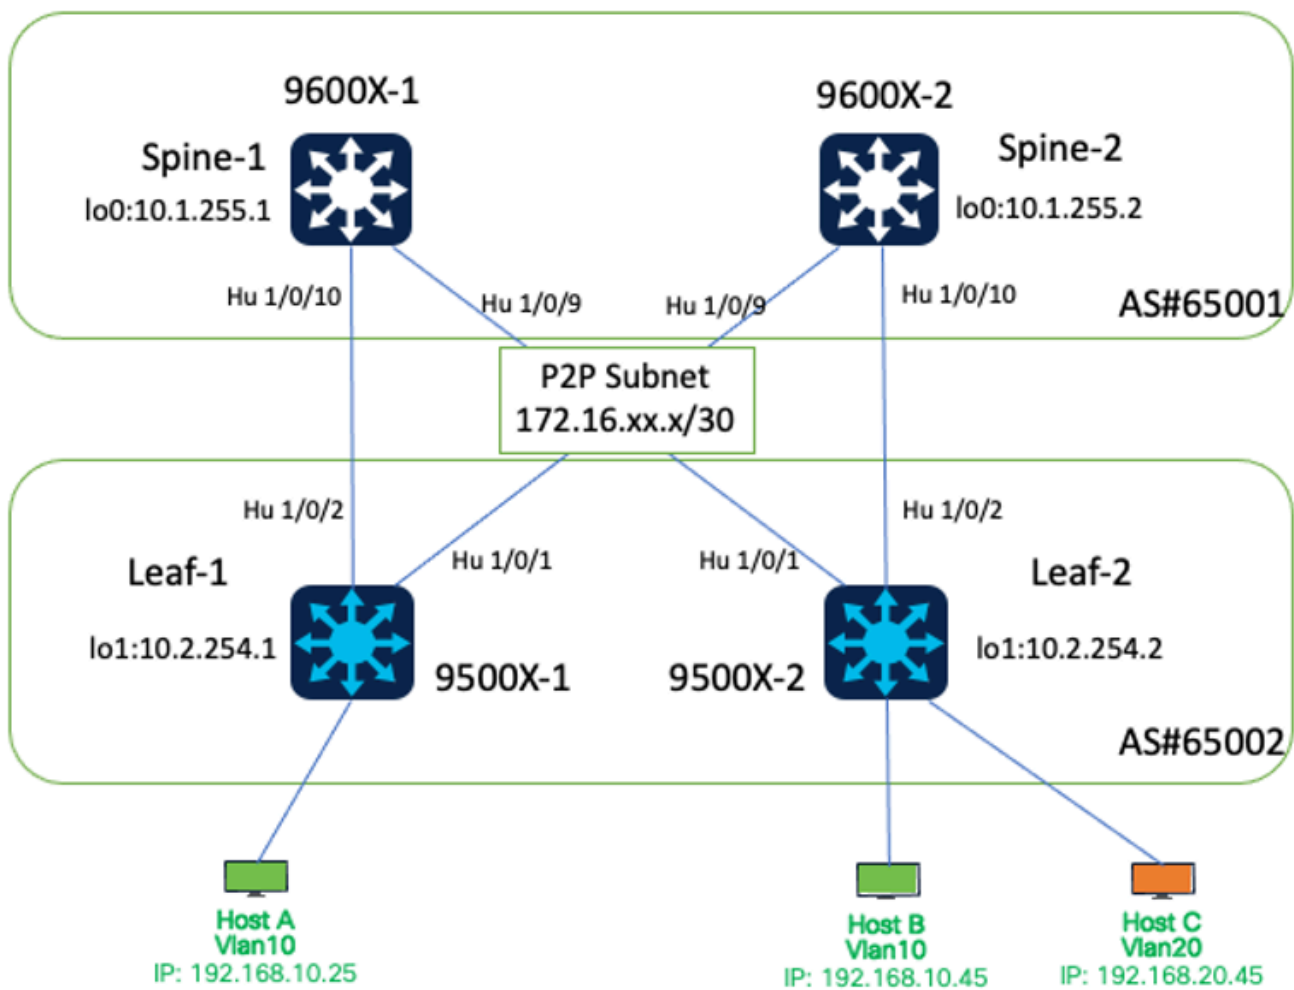 9600X-1
9600X-2
Spine-1
Spine-2
lo0:10.1.255.1
lo0:10.1.255.2
Hu 1/0/10
Hu 1/0/9
Hu 1/0/9
Hu 1/0/10
AS#65001
P2P Subnet
172.16.xx.x/30
Hu 1/0/2
Hu 1/0/2
Hu 1/0/1
Hu 1/0/1
Leaf-1
Leaf-2
lo1:10.2.254.1
lo1:10.2.254.2
9500X-1
9500X-2
AS#65002
Host A
Vlan10
IP: 192.168.10.25
Host B
Vlan10
IP: 192.168.10.45
Host C
Vlan20
IP: 192.168.20.45